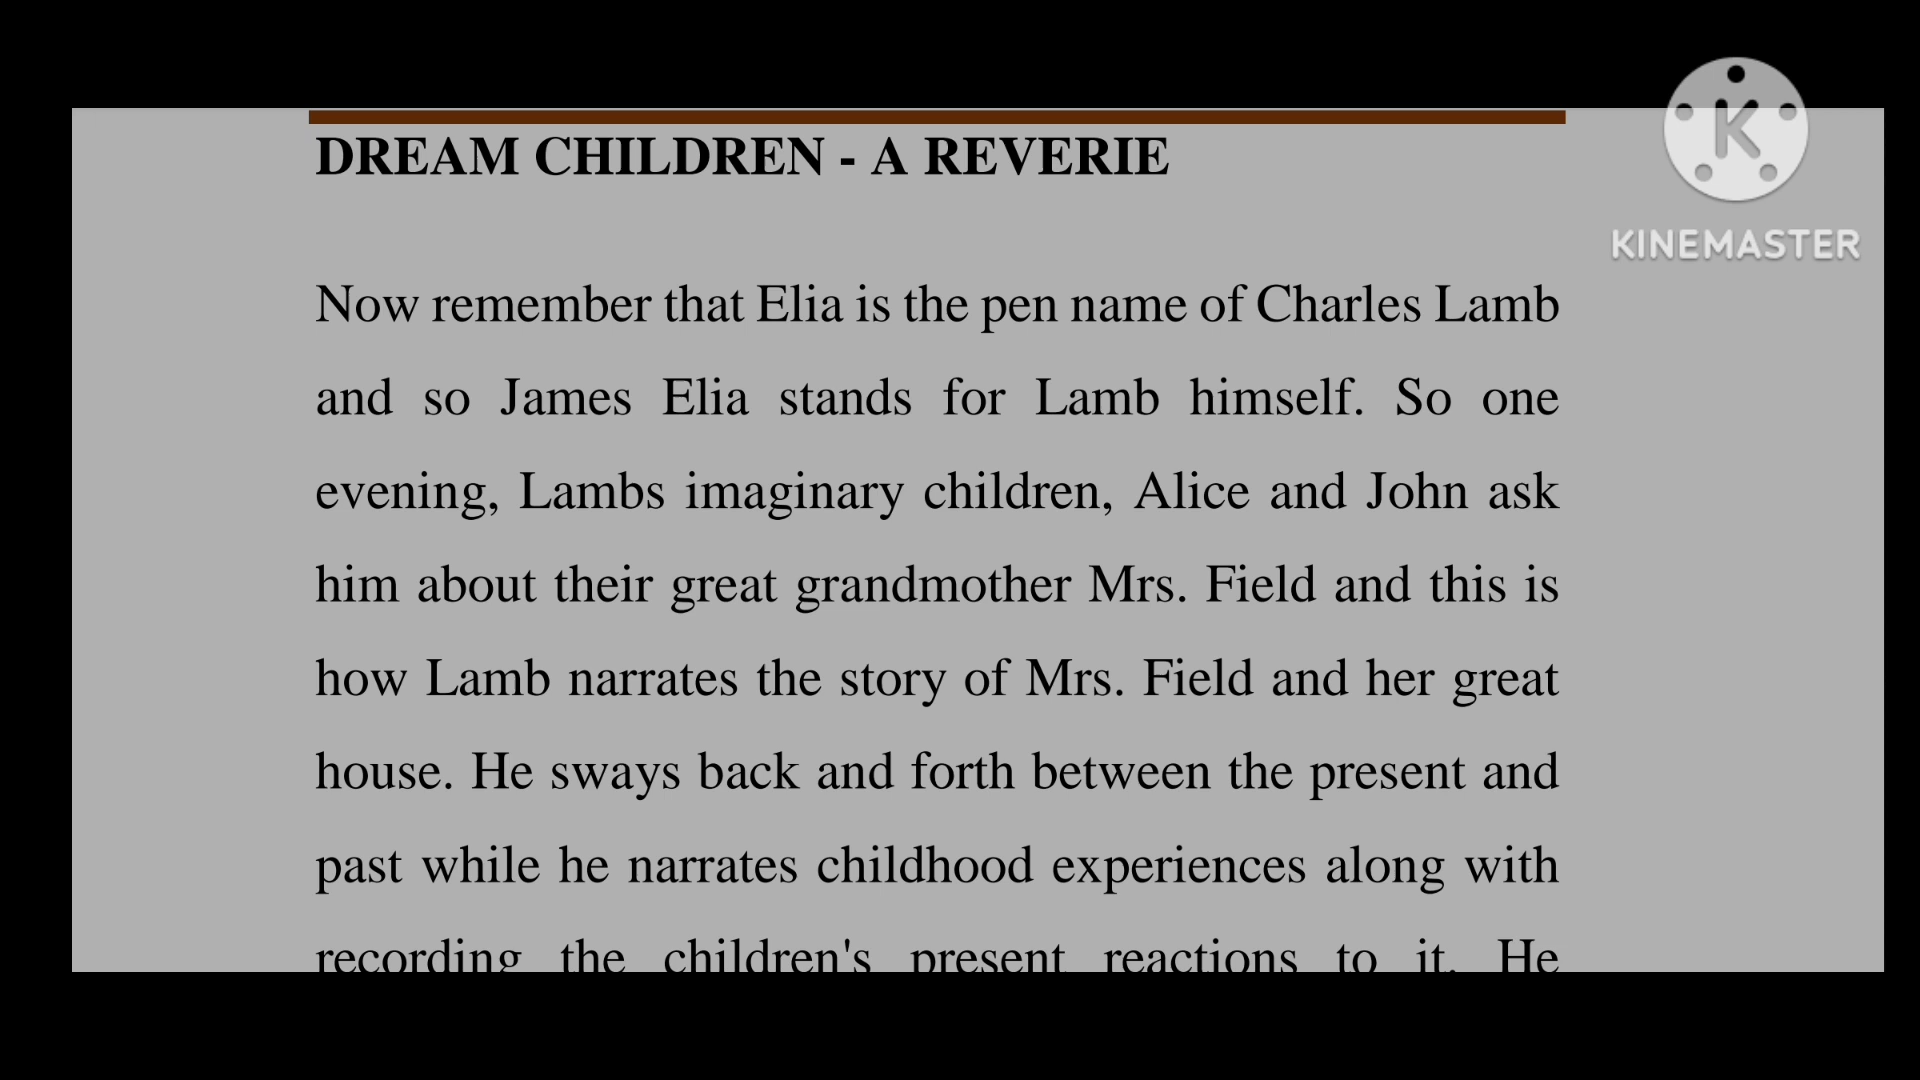 DREAM CHILDREN - A REVERIE
K
KINEMASTER
Now remember that Elia is the pen name of Charles Lamb
and so James Elia stands for Lamb himself. So one
evening, Lambs imaginary children, Alice and John ask
him about their great grandmother Mrs. Field and this is
how Lamb narrates the story of Mrs. Field and her great
house. He sways back and forth between the present and
past while he narrates childhood experiences along with
recording the children's present reactions to it. He